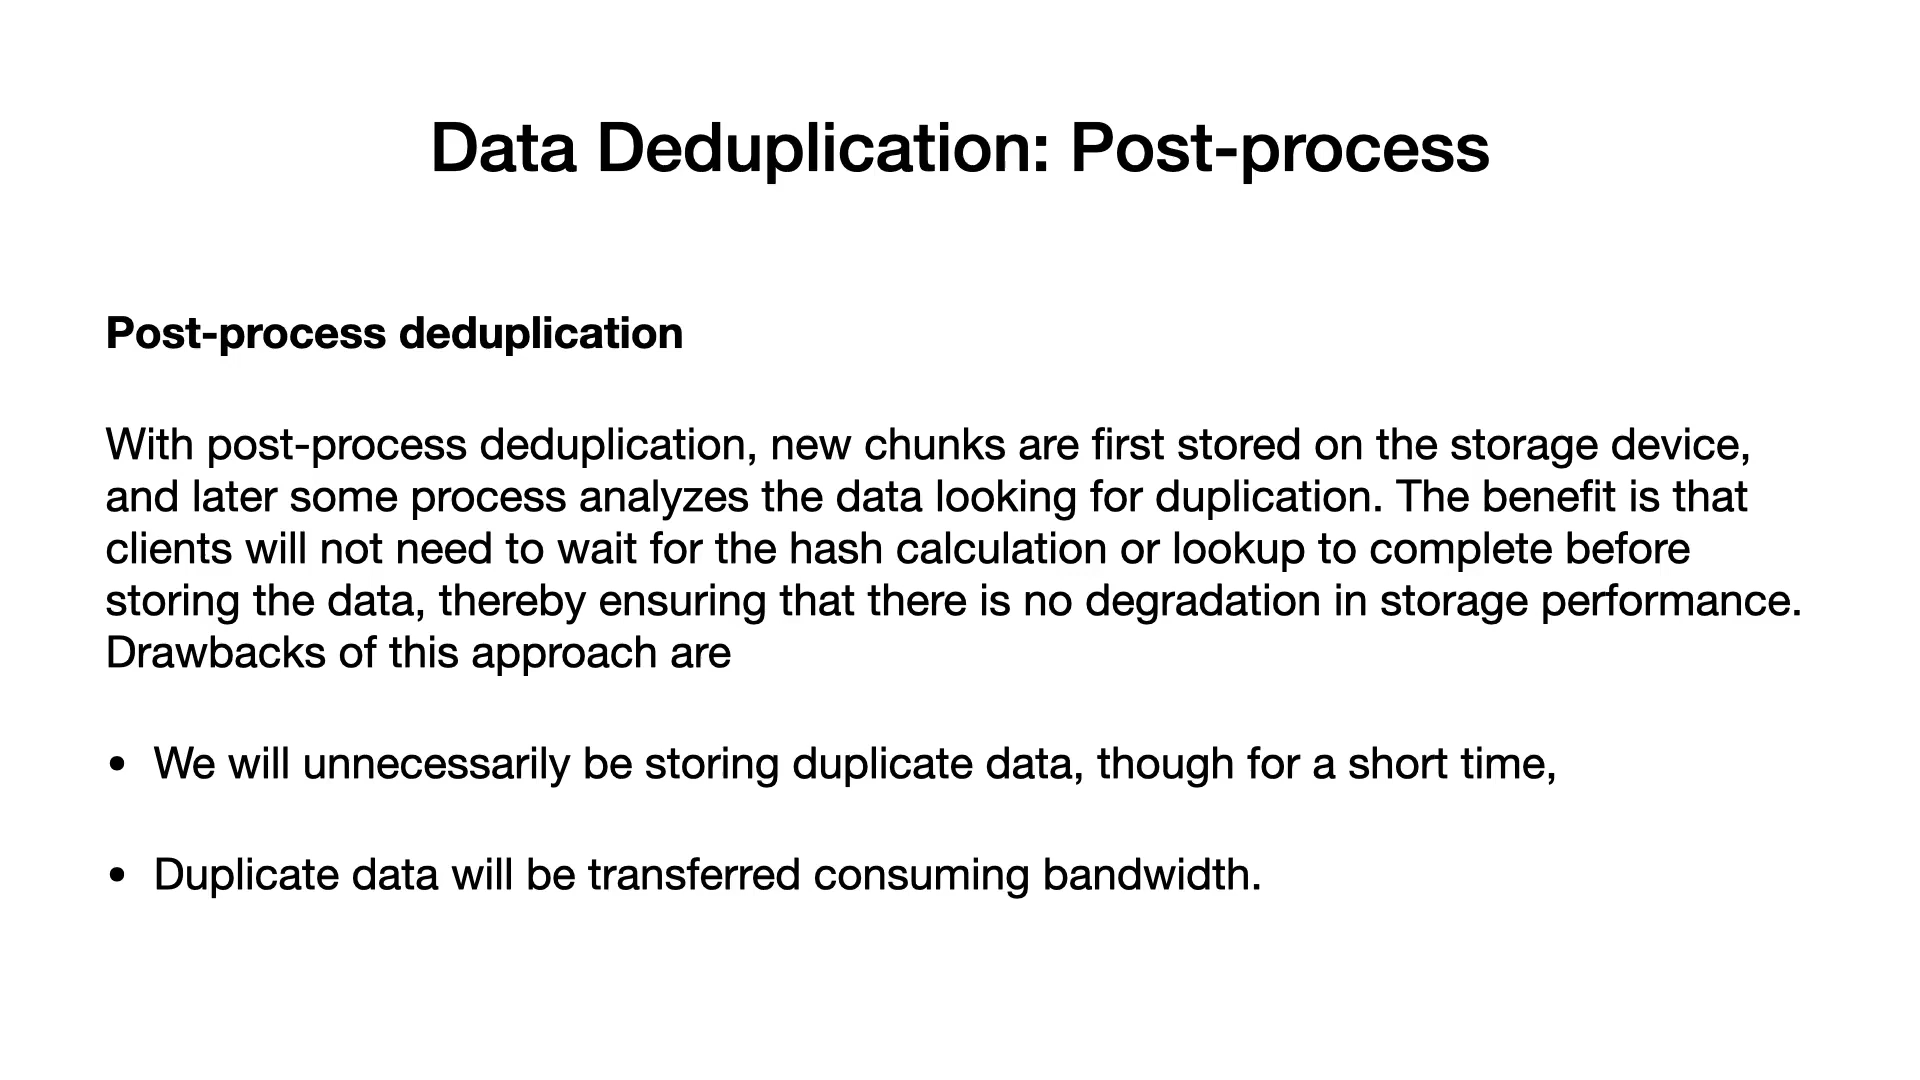 Data Deduplication: Post-process
Post-process deduplication
With post-process deduplication, new chunks are first stored on the storage device,
and later some process analyzes the data looking for duplication. The benefit is that
clients will not need to wait for the hash calculation or lookup to complete before
storing the data, thereby ensuring that there is no degradation in storage performance.
Drawbacks of this approach are
• We will unnecessarily be storing duplicate data, though for a short time,
• Duplicate data will be transferred consuming bandwidth.